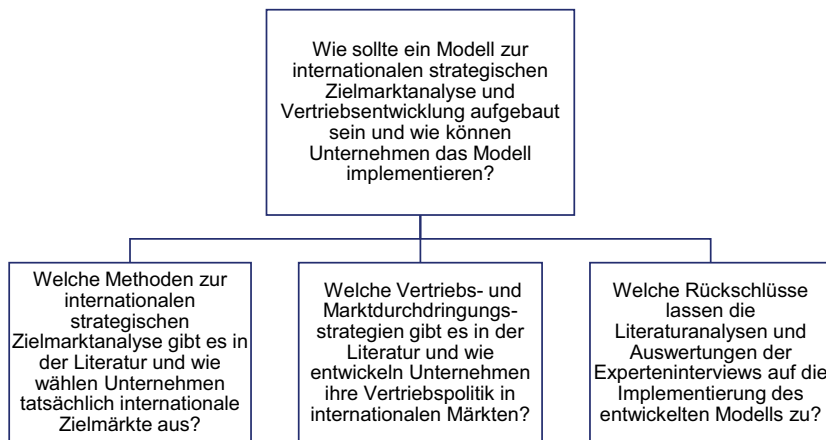 Wie sollte ein Modell zur
internationalen strategischen
Zielmarktanalyse und
Vertriebsentwicklung aufgebaut
sein und wie können
Unternehmen das Modell
implementieren?
Welche Methoden zur
internationalen
strategischen
Zielmarktanalyse gibt es in
der Literatur und wie
wählen Unternehmen
tatsächlich internationale
Zielmärkte aus?
Welche Vertriebs- und
Marktdurchdringungs-
strategien gibt es in der
Literatur und wie
entwickeln Unternehmen
ihre Vertriebspolitik in
internationalen Märkten?
Welche Rückschlüsse
lassen die
Literaturanalysen und
Auswertungen der
Experteninterviews auf die
Implementierung des
entwickelten Modells zu?